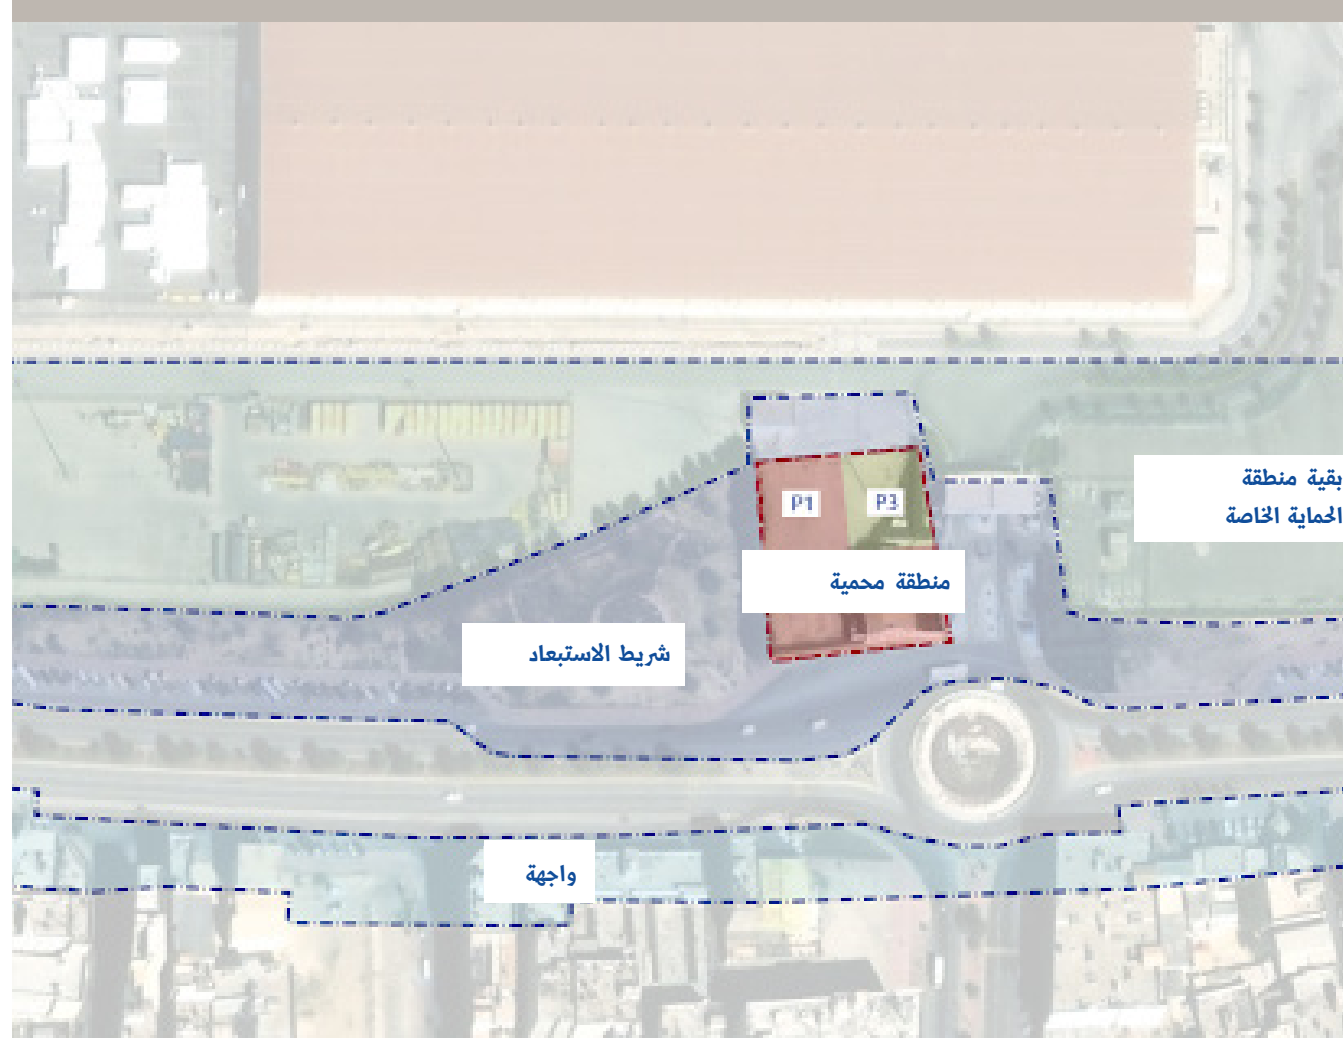 بقية منطقة
الحماية الخاصة
P1
P3
منطقة محمية
شريط الاستبعاد
واجهة